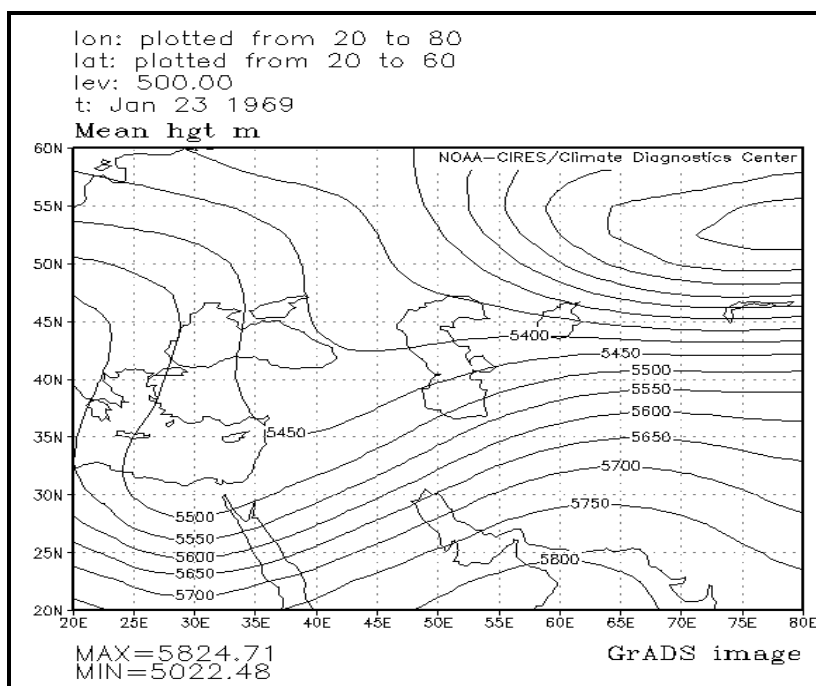 lon: plotted from 20 to 80
lat: plotted from 20 to 60
lev: 500.00
t: Jan 23 1969
Mean hgt m
NOAA-CIRES/Climate Diagnostics Center
60N
55N
50N
45N
40N
35N
30N
25N
20N
5400
5450
5500
5550
5600
5650
5700
5750
5800
5450
5500
5550
5600
5650
5700
20E 25E 30E 35E 40E 45E 50E 55E 60E 65E 70E 75E 80E
MAX=5824.71
MIN=5022.48
GrADS image